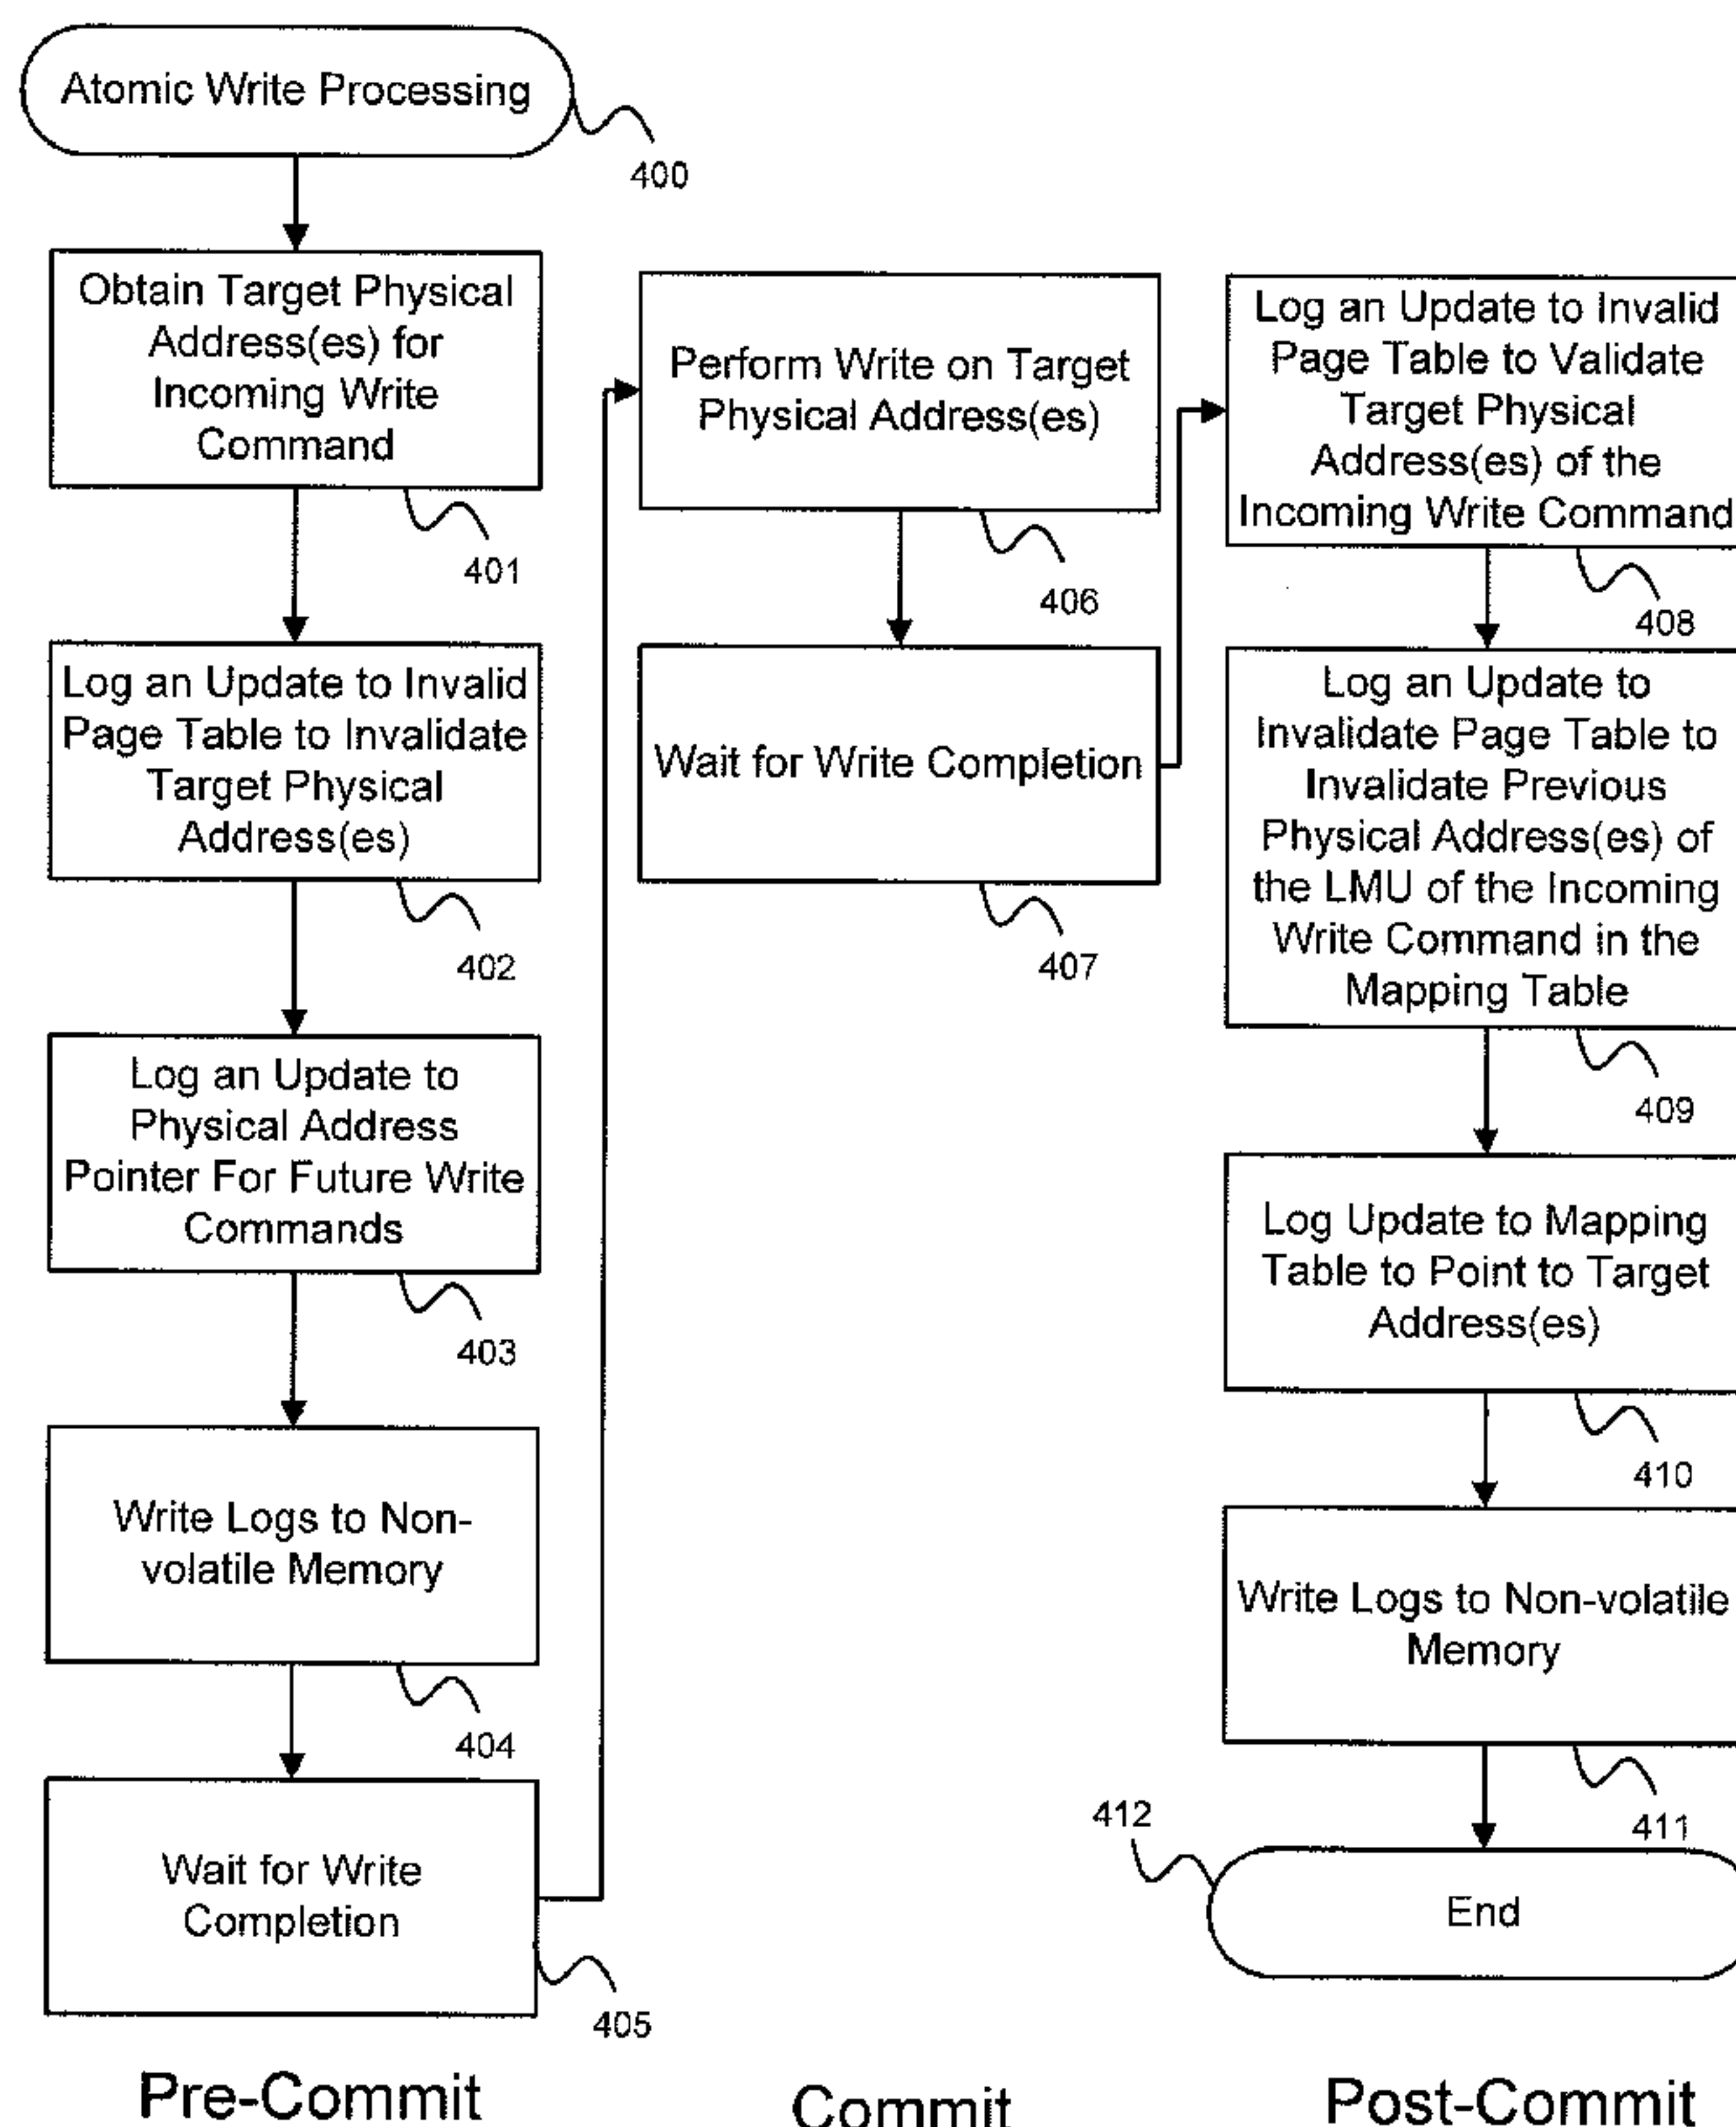 Atomic Write Processing
400
Obtain Target Physical
Address(es) for
Incoming Write
Command
401
Log an Update to Invalid
Page Table to Invalidate
Target Physical
Address(es)
402
Log an Update to
Physical Address
Pointer For Future Write
Commands
403
Write Logs to Non-
volatile Memory
404
Wait for Write
Completion
405
Pre-Commit
Perform Write on Target
Physical Address(es)
406
Wait for Write Completion
407
Commit
Log an Update to Invalid
Page Table to Validate
Target Physical
Address(es) of the
Incoming Write Command
408
Log an Update to
Invalidate Page Table to
Invalidate Previous
Physical Address(es) of
the LMU of the Incoming
Write Command in the
Mapping Table
409
Log Update to Mapping
Table to Point to Target
Address(es)
410
Write Logs to Non-volatile
Memory
411
412
End
Post-Commit